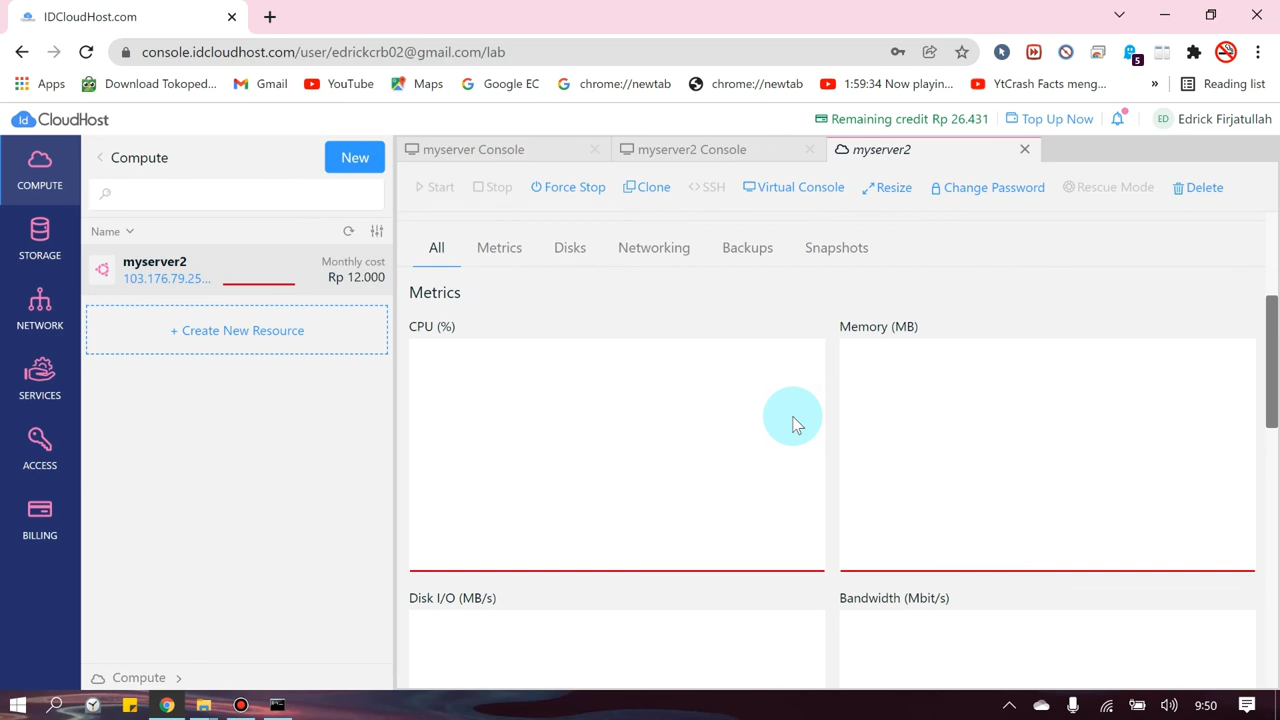 IDCloudHost.com
console.idcloudhost.com/user/edrickcrb02@gmail.com/lab
5
Apps
Download Tokoped...
Gmail
YouTube
Maps
Google EC
chrome://newtab
chrome://newtab
1:59:34 Now playin...
YtCrash Facts meng...
»
Reading list
Id CloudHost
Remaining credit Rp 26.431
Top Up Now
ED
Edrick Firjatullah
COMPUTE
STORAGE
NETWORK
SERVICES
ACCESS
BILLING
Compute
New
Name
myserver2
103.176.79.25...
Monthly cost
Rp 12.000
+ Create New Resource
Compute
myserver Console
myserver2 Console
myserver2
Start
Stop
Force Stop
Clone
SSH
Virtual Console
Resize
Change Password
Rescue Mode
Delete
All
Metrics
Disks
Networking
Backups
Snapshots
Metrics
CPU (%)
Memory (MB)
Disk I/O (MB/s)
Bandwidth (Mbit/s)
9:50